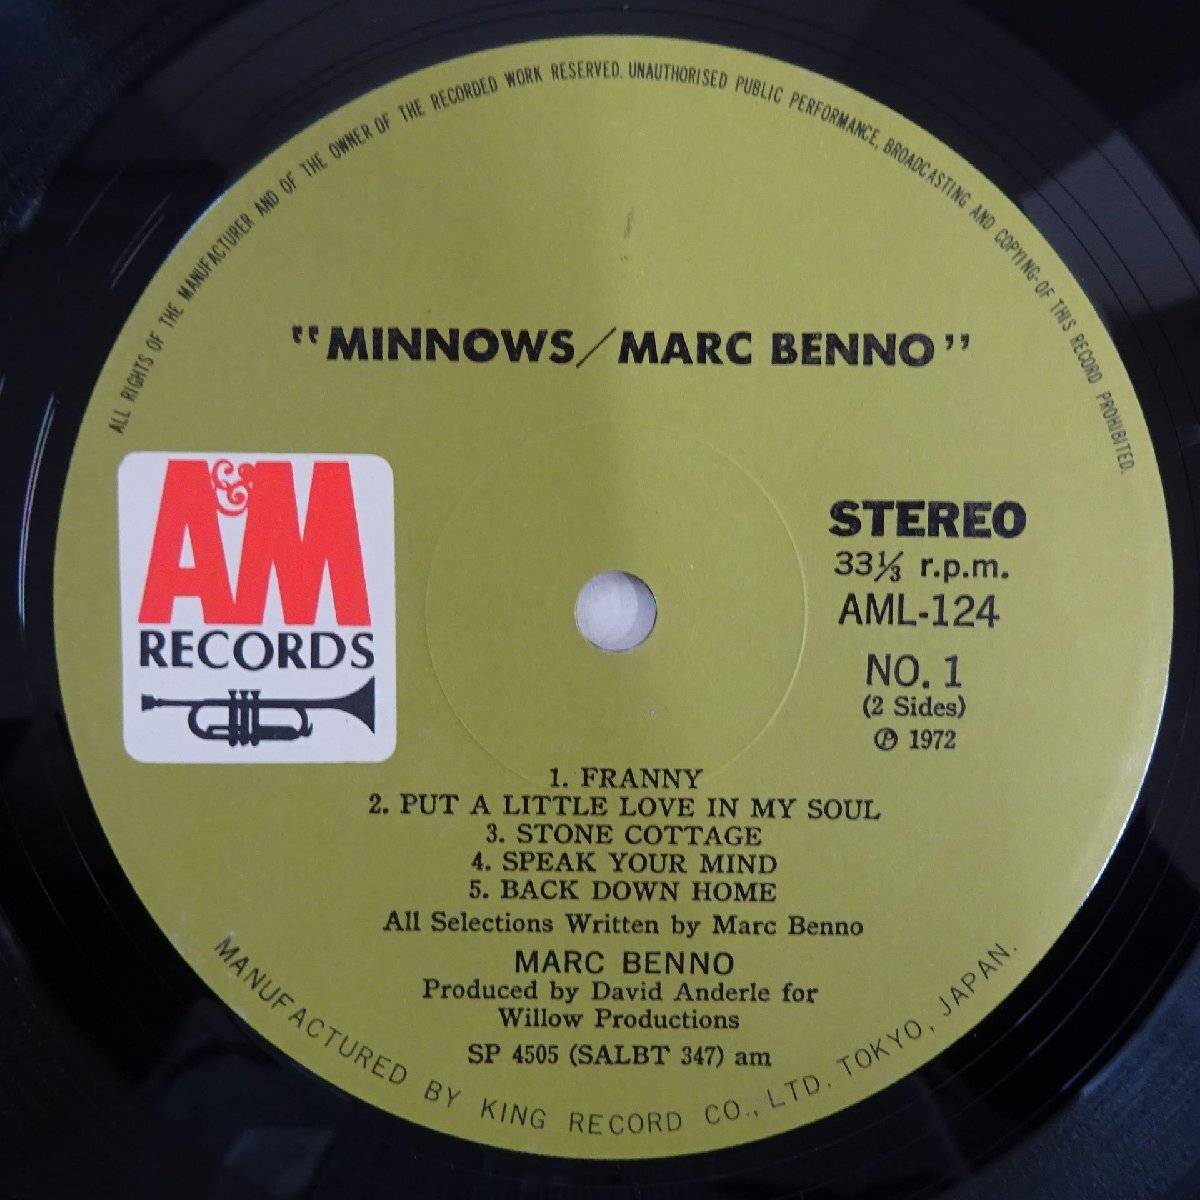 ALL RIGHTS OF THE MANUFACTURER AND OF THE OWNER OF THE RECORDED WORK RESERVED. UNAUTHORISED PUBLIC PERFORMANCE, BROADCASTING AND COPYING OF THIS RECORD PROHIBITED.
"MINNOWS/MARC BENNO"
A&M
RECORDS
STEREO
33⅓ r.p.m.
AML-124
NO. 1
(2 Sides)
℗ 1972
1. FRANNY
2. PUT A LITTLE LOVE IN MY SOUL
3. STONE COTTAGE
4. SPEAK YOUR MIND
5. BACK DOWN HOME
All Selections Written by Marc Benno
MARC BENNO
Produced by David Anderle for
Willow Productions
SP 4505 (SALBT 347) am
MANUFACTURED BY KING RECORD CO., LTD. TOKYO, JAPAN.